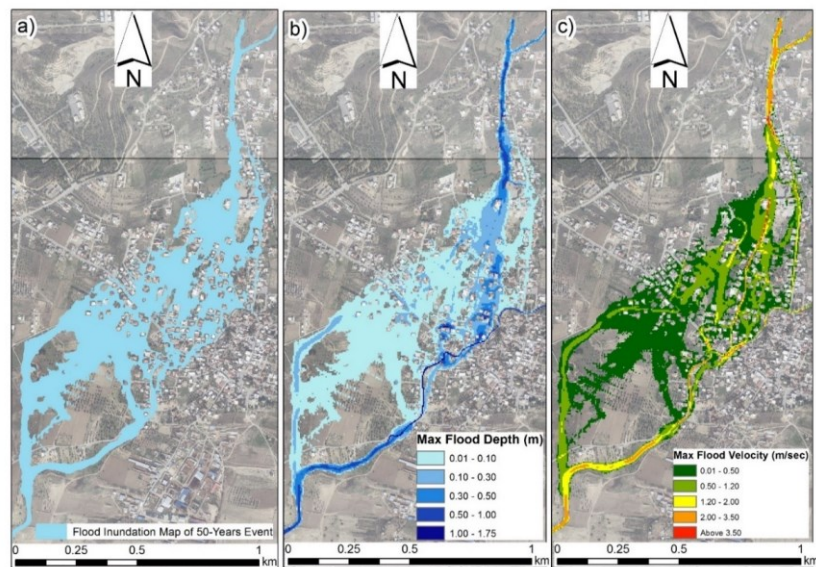 a)
N
Flood Inundation Map of 50-Years Event
0 0.25 0.5 1
km
b)
N
Max Flood Depth (m)
0.01 - 0.10
0.10 - 0.30
0.30 - 0.50
0.50 - 1.00
1.00 - 1.75
0 0.25 0.5 1
km
c)
N
Max Flood Velocity (m/sec)
0.01 - 0.50
0.50 - 1.20
1.20 - 2.00
2.00 - 3.50
Above 3.50
0 0.25 0.5 1
km